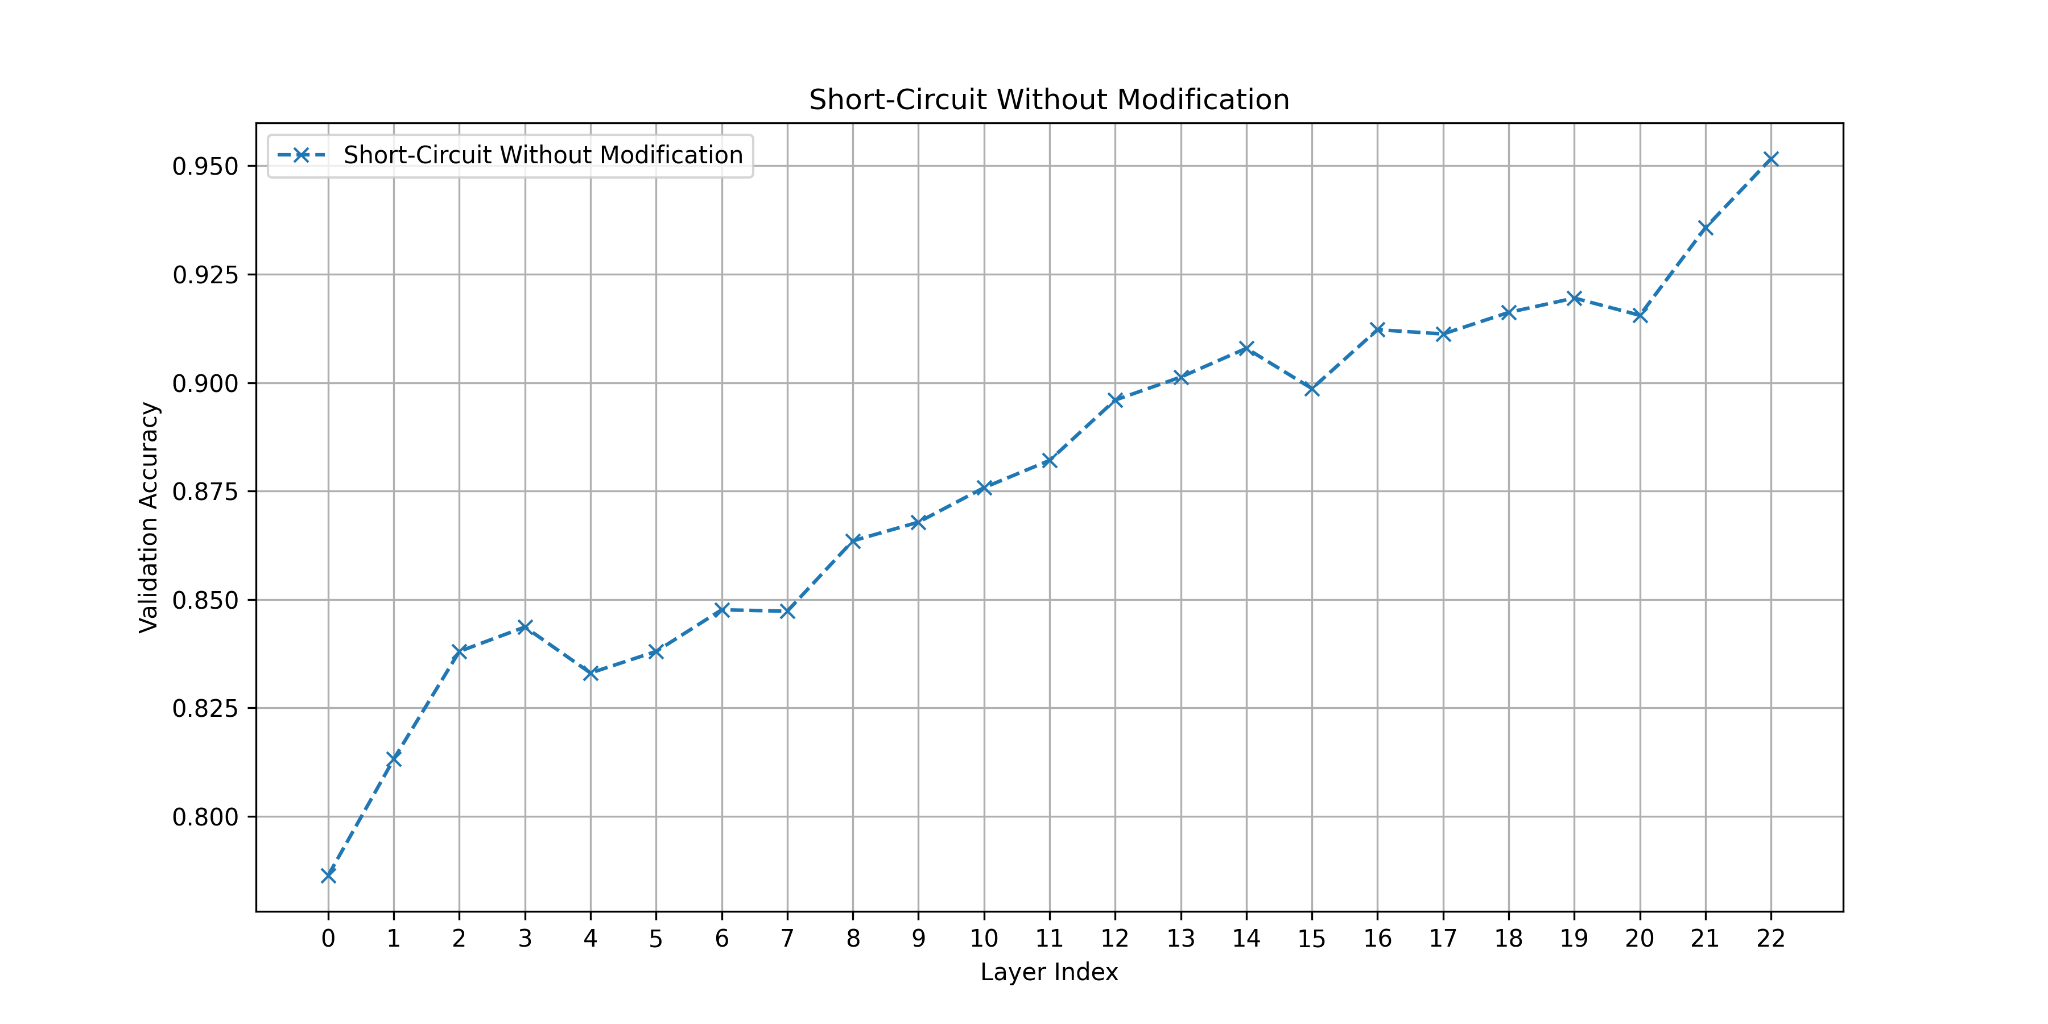 Short-Circuit Without Modification
Short-Circuit Without Modification
0.950
0.925
0.900
0.875
0.850
0.825
0.800
Validation Accuracy
0 1 2 3 4 5 6 7 8 9 10 11 12 13 14 15 16 17 18 19 20 21 22
Layer Index